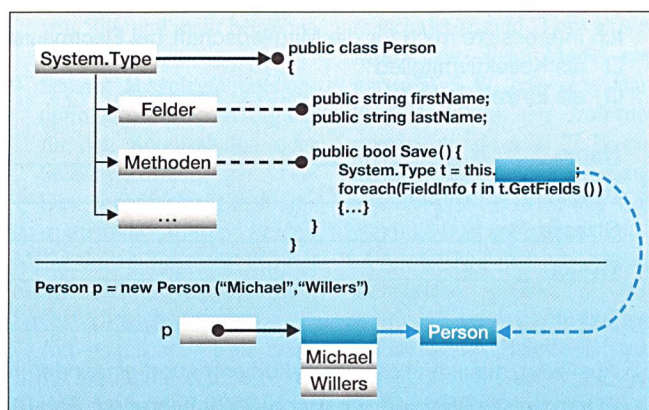 System.Type
public class Person
{
Felder
public string firstName;
public string lastName;
Methoden
public bool Save() {
System.Type t = this.
;
foreach(FieldInfo f in t.GetFields ())
{...}
...
}
}
Person p = new Person (“Michael”,“Willers”)
p
Person
Michael
Willers